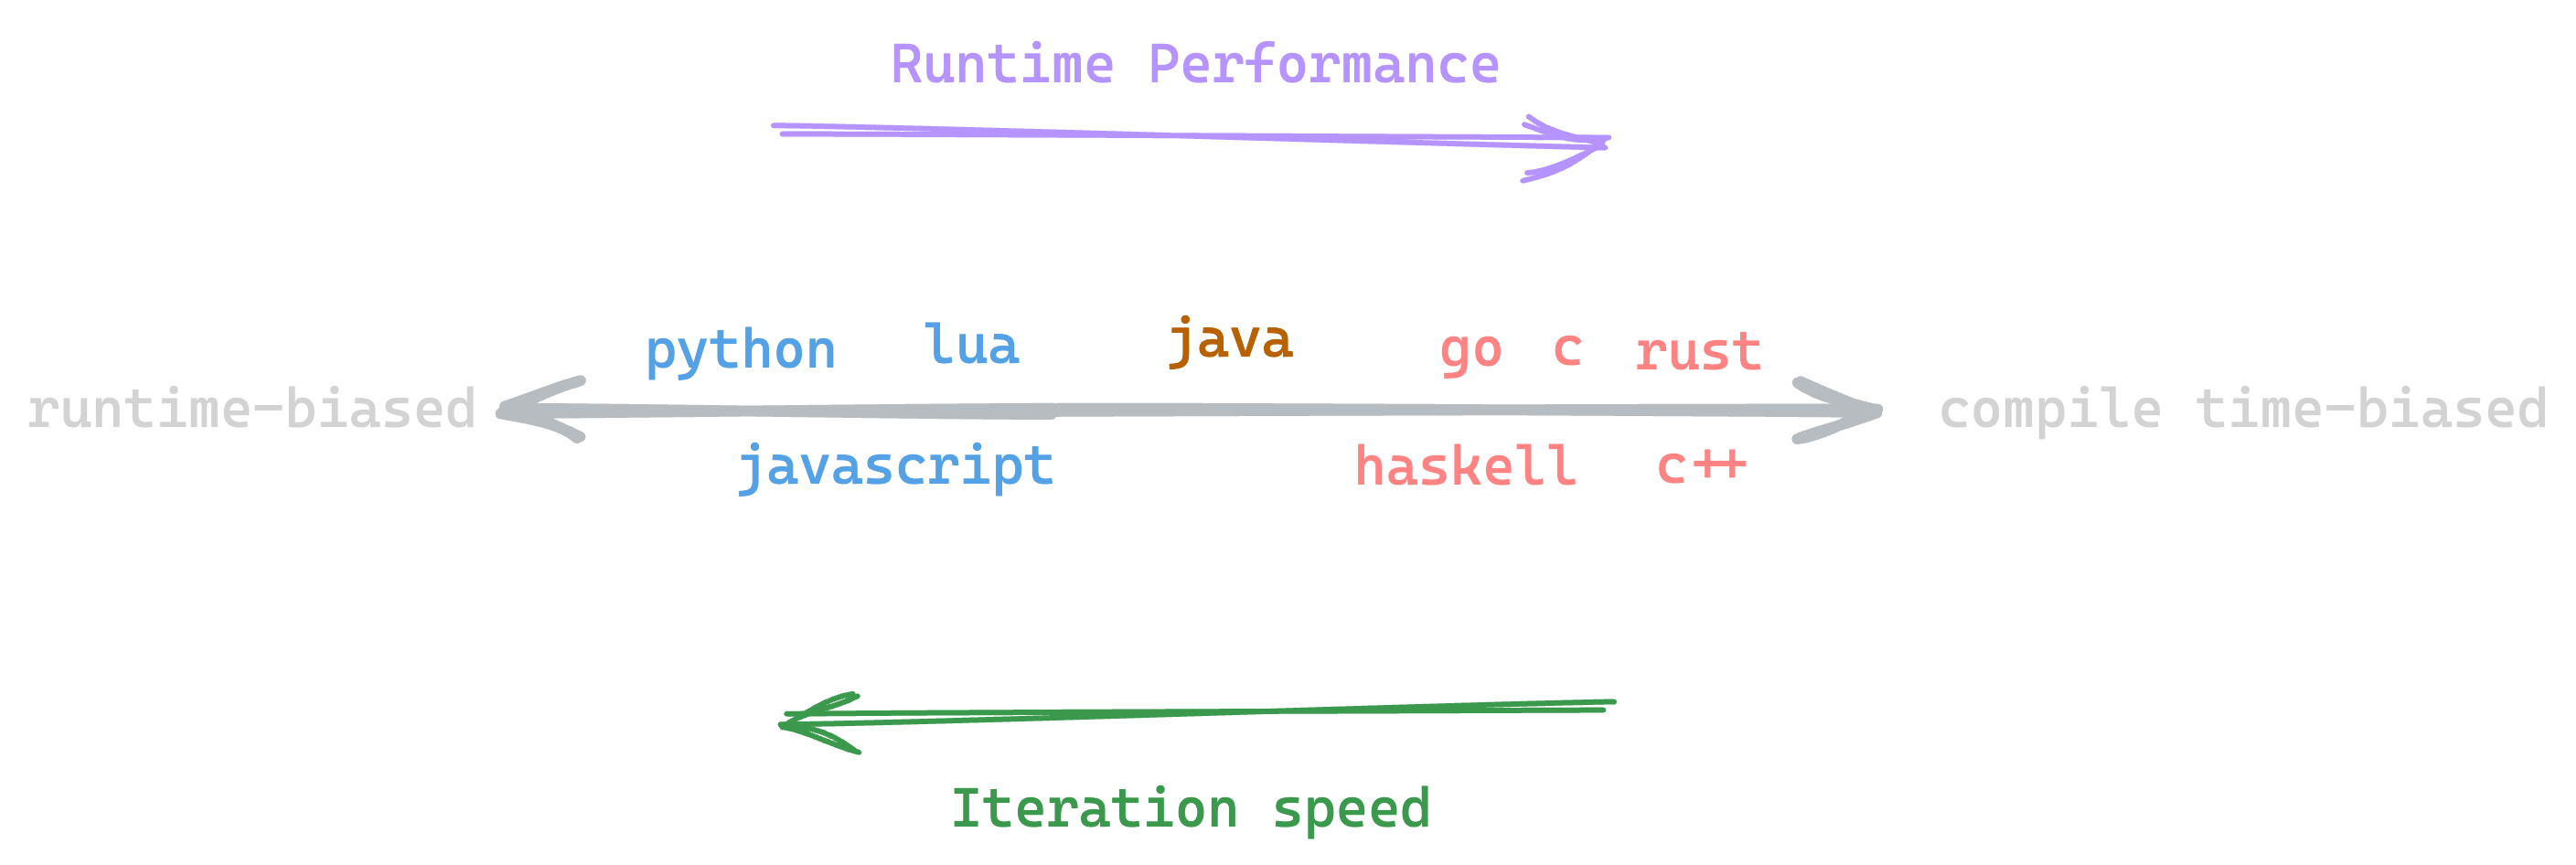 Runtime Performance
python lua java go c rust
runtime-biased compile time-biased
javascript haskell c++
Iteration speed